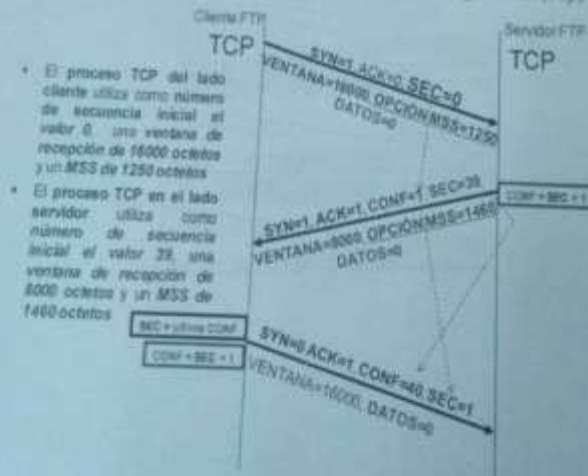 Cliente FTP
TCP
Servidor FTP
TCP
• El proceso TCP del lado
cliente utiliza como número
de secuencia inicial el
valor 0, una ventana de
recepción de 16000 octetos
y un MSS de 1250 octetos
• El proceso TCP en el lado
servidor utiliza como
número de secuencia
inicial el valor 39, una
ventana de recepción de
8000 octetos y un MSS de
1460 octetos
SYN=1, ACK=0, SEC=0
VENTANA=16000, OPCIÓN MSS=1250
DATOS=0
CONF = SEC + 1
SYN=1, ACK=1, CONF=1, SEC=39
VENTANA=8000, OPCIÓN MSS=1460
DATOS=0
SEC = último CONF
CONF = SEC + 1
SYN=0 ACK=1, CONF=40, SEC=1
VENTANA=16000, DATOS=0